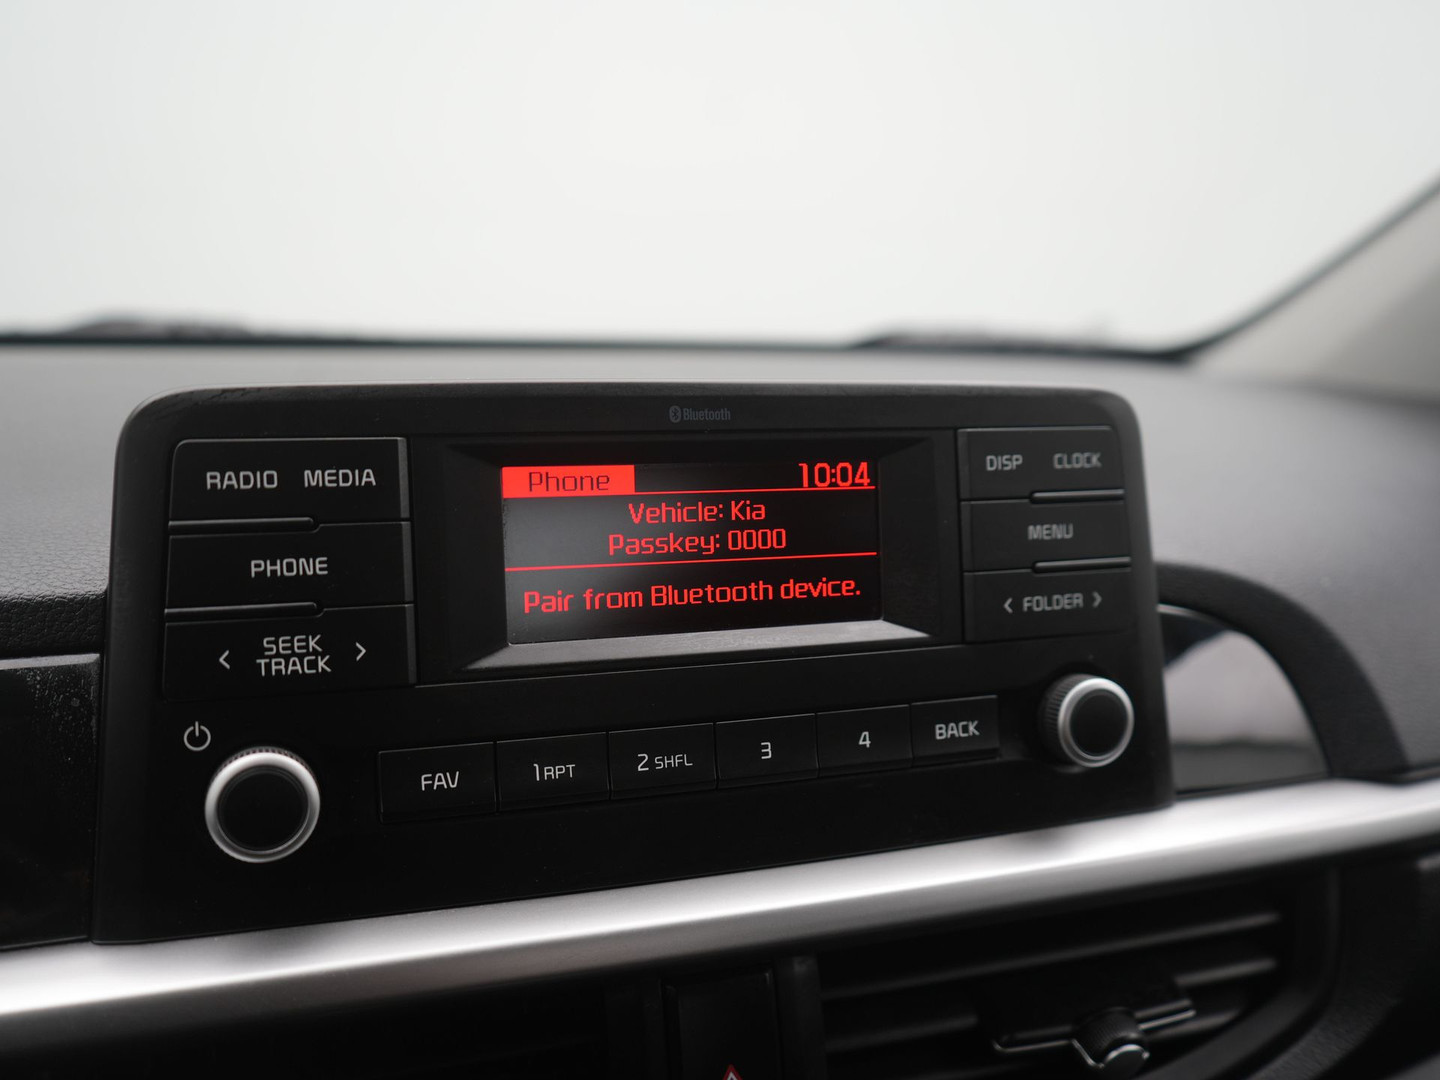 Bluetooth
RADIO MEDIA
PHONE
< SEEK TRACK >
Phone 10:04
Vehicle: Kia
Passkey: 0000
Pair from Bluetooth device.
DISP CLOCK
MENU
< FOLDER >
FAV 1 RPT 2 SHFL 3 4 BACK